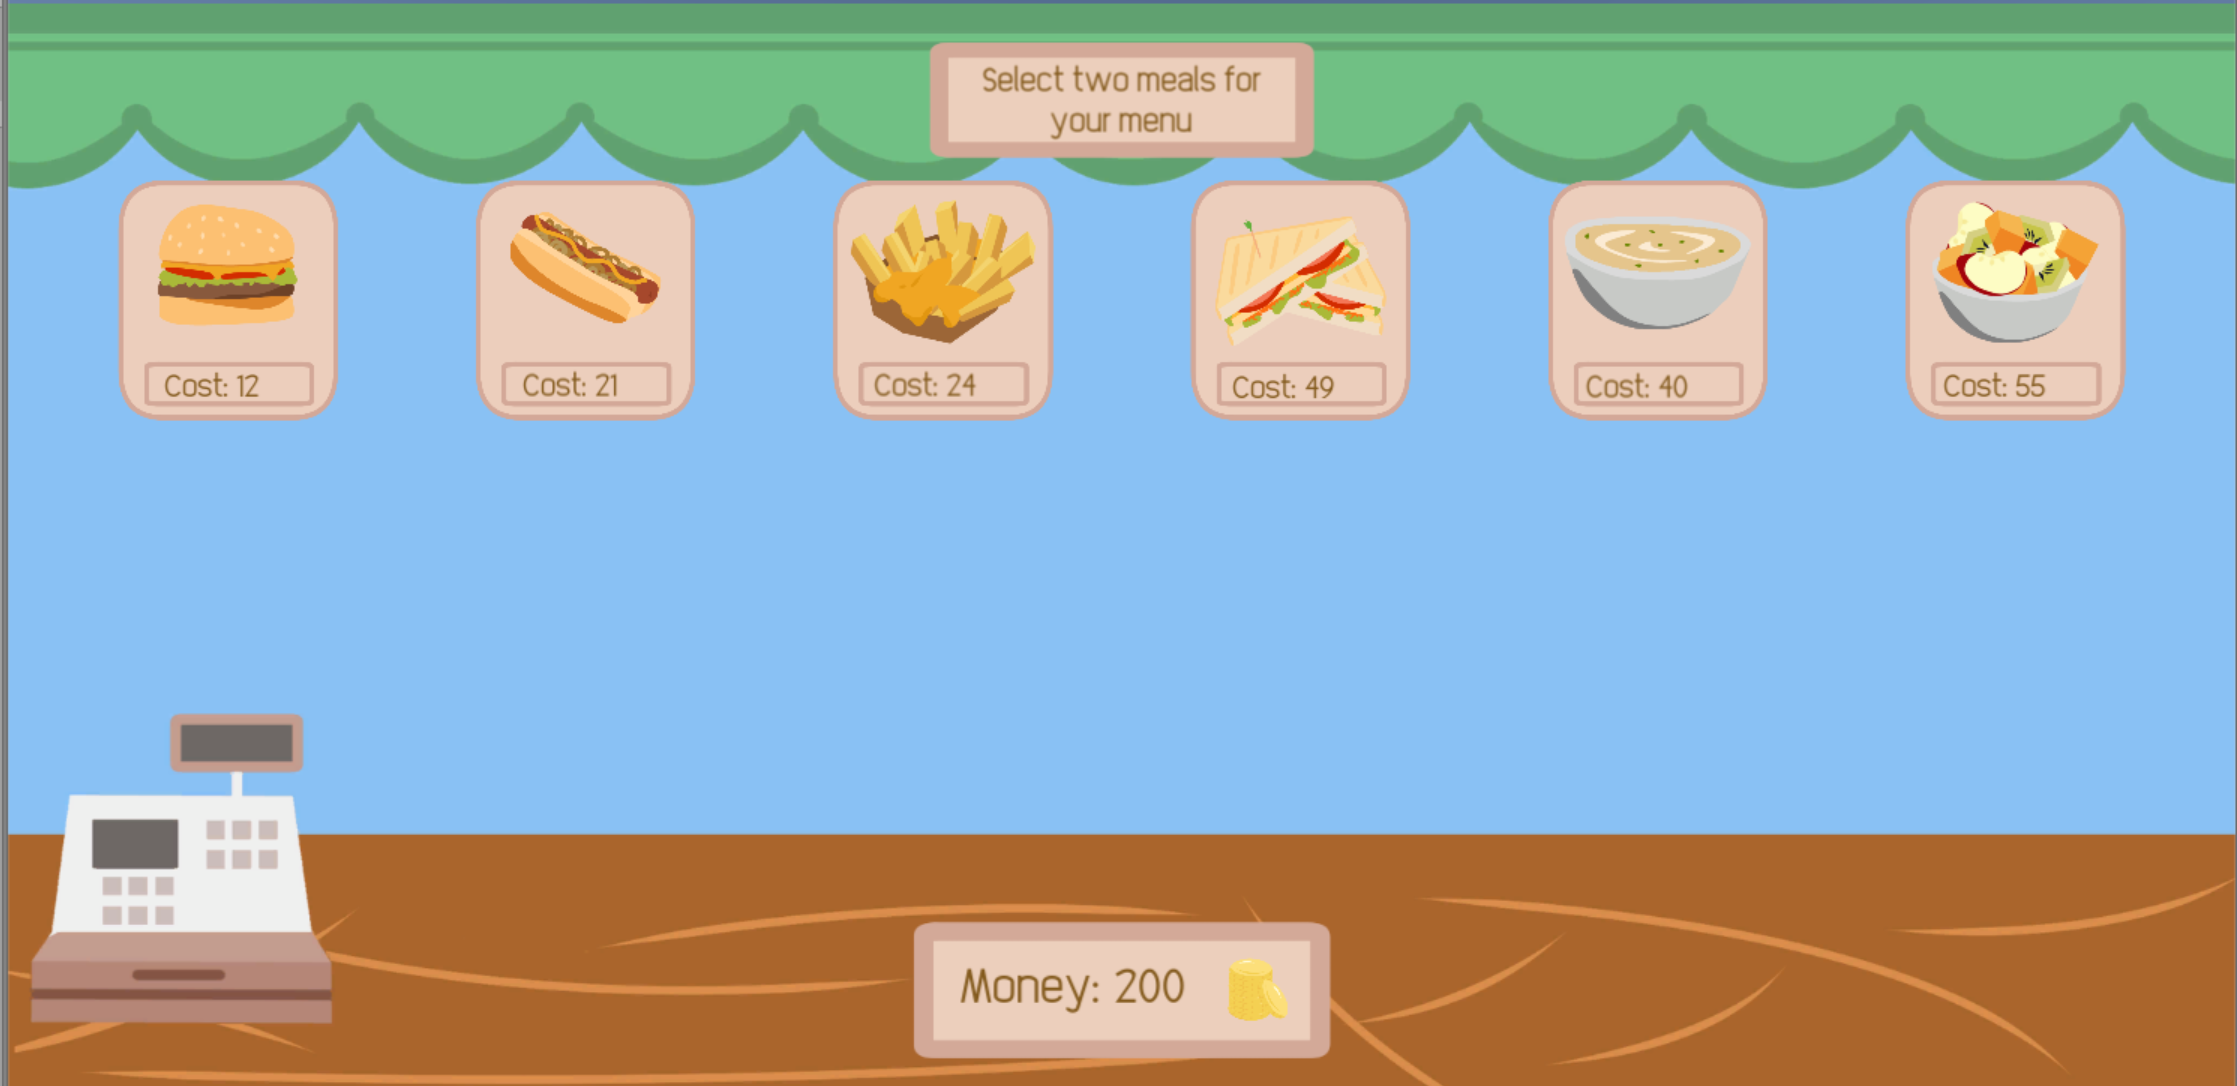 Select two meals for
your menu
Cost: 12
Cost: 21
Cost: 24
Cost: 49
Cost: 40
Cost: 55
Money: 200